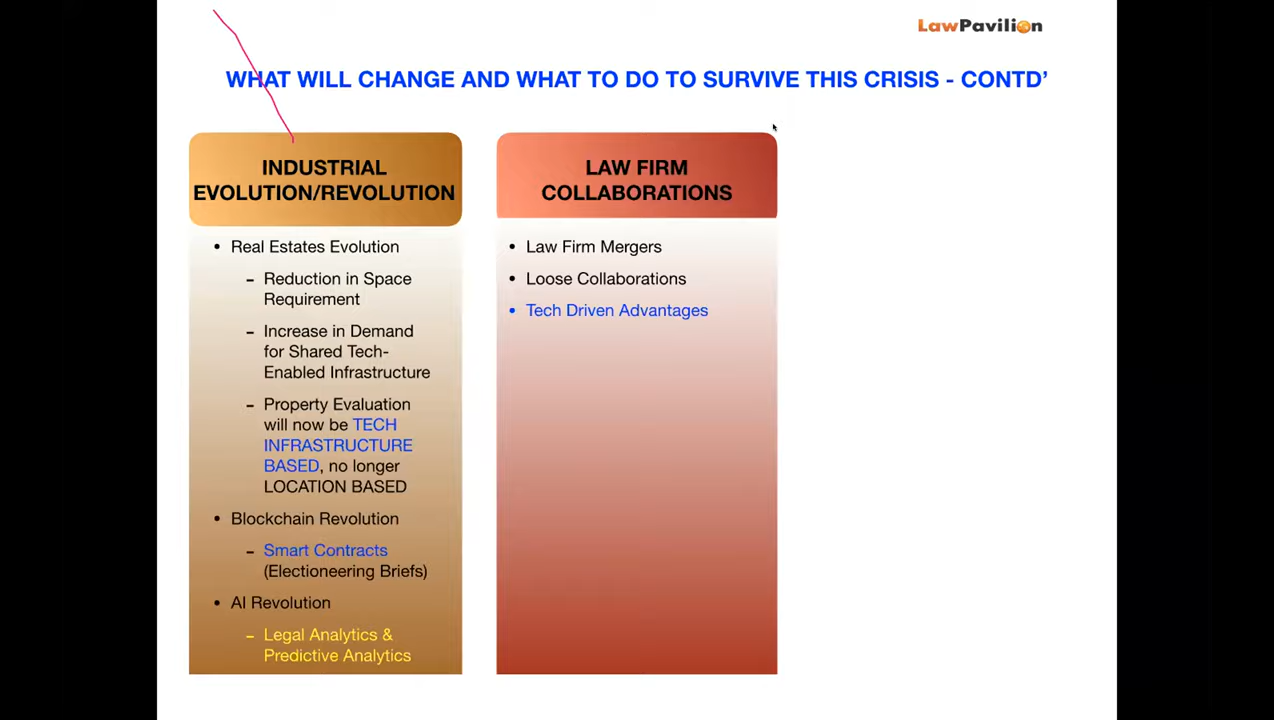 LawPavilion
WHAT WILL CHANGE AND WHAT TO DO TO SURVIVE THIS CRISIS - CONTD’
INDUSTRIAL
EVOLUTION/REVOLUTION
• Real Estates Evolution
– Reduction in Space
Requirement
– Increase in Demand
for Shared Tech-
Enabled Infrastructure
– Property Evaluation
will now be TECH
INFRASTRUCTURE
BASED, no longer
LOCATION BASED
• Blockchain Revolution
– Smart Contracts
(Electioneering Briefs)
• AI Revolution
– Legal Analytics &
Predictive Analytics
LAW FIRM
COLLABORATIONS
• Law Firm Mergers
• Loose Collaborations
• Tech Driven Advantages